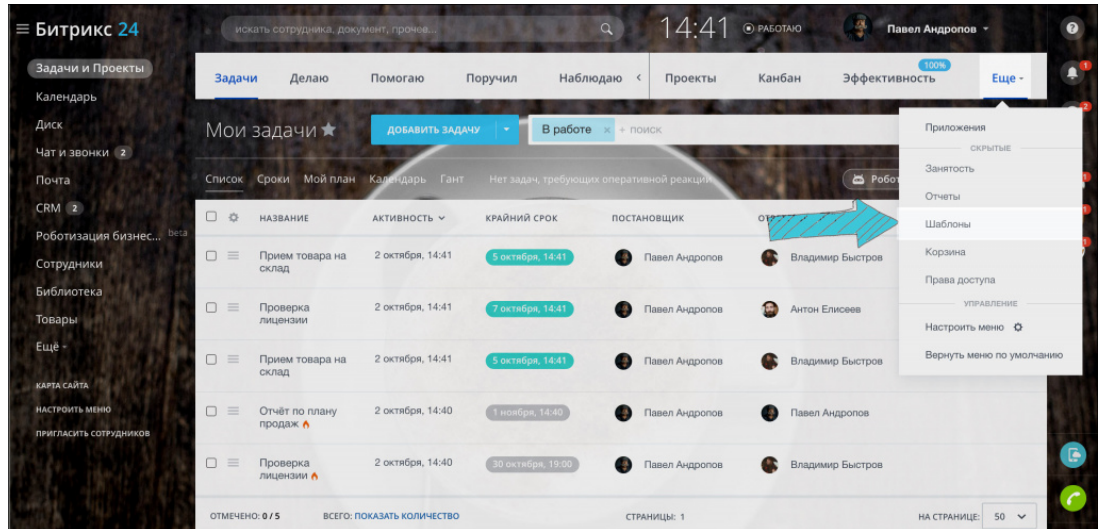 Битрикс 24
искать сотрудника, документ, прочее...
14:41
РАБОТАЮ
Павел Андропов
Задачи и Проекты
Календарь
Диск
Чат и звонки 2
Почта
CRM 2
Роботизация бизнес... beta
Сотрудники
Библиотека
Товары
Ещё
КАРТА САЙТА
НАСТРОИТЬ МЕНЮ
ПРИГЛАСИТЬ СОТРУДНИКОВ
Задачи Делаю Помогаю Поручил Наблюдаю Проекты Канбан Эффективность 100% Еще
Мои задачи ДОБАВИТЬ ЗАДАЧУ В работе × + поиск
Список Сроки Мой план Календарь Гант Нет задач, требующих оперативной реакции Робот
НАЗВАНИЕ АКТИВНОСТЬ КРАЙНИЙ СРОК ПОСТАНОВЩИК
Прием товара на склад 2 октября, 14:41 5 октября, 14:41 Павел Андропов Владимир Быстров
Проверка лицензии 2 октября, 14:41 7 октября, 14:41 Павел Андропов Антон Елисеев
Прием товара на склад 2 октября, 14:41 5 октября, 14:41 Павел Андропов Владимир Быстров
Отчёт по плану продаж 2 октября, 14:40 1 ноября, 14:40 Павел Андропов Павел Андропов
Проверка лицензии 2 октября, 14:40 30 октября, 19:00 Павел Андропов Владимир Быстров
ОТМЕЧЕНО: 0 / 5 ВСЕГО: ПОКАЗАТЬ КОЛИЧЕСТВО СТРАНИЦЫ: 1 НА СТРАНИЦЕ: 50
Приложения
СКРЫТЫЕ
Занятость
Отчеты
Шаблоны
Корзина
Права доступа
УПРАВЛЕНИЕ
Настроить меню
Вернуть меню по умолчанию
?
1
2